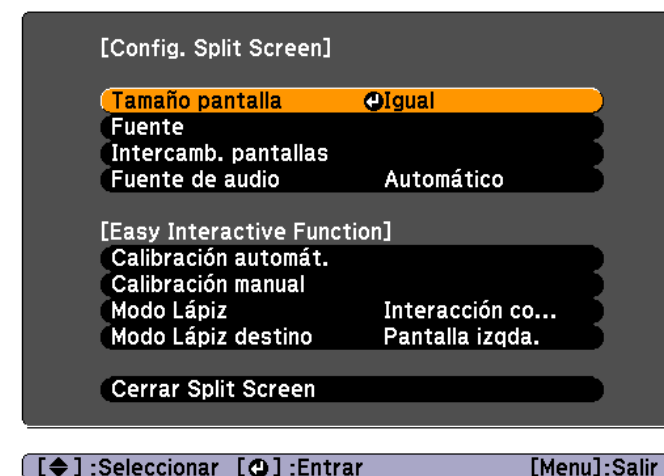 [Config. Split Screen]
Tamaño pantalla Igual
Fuente
Intercamb. pantallas
Fuente de audio Automático
[Easy Interactive Function]
Calibración automát.
Calibración manual
Modo Lápiz Interacción co...
Modo Lápiz destino Pantalla izqda.
Cerrar Split Screen
[ ] :Seleccionar [ ] :Entrar [Menu]:Salir